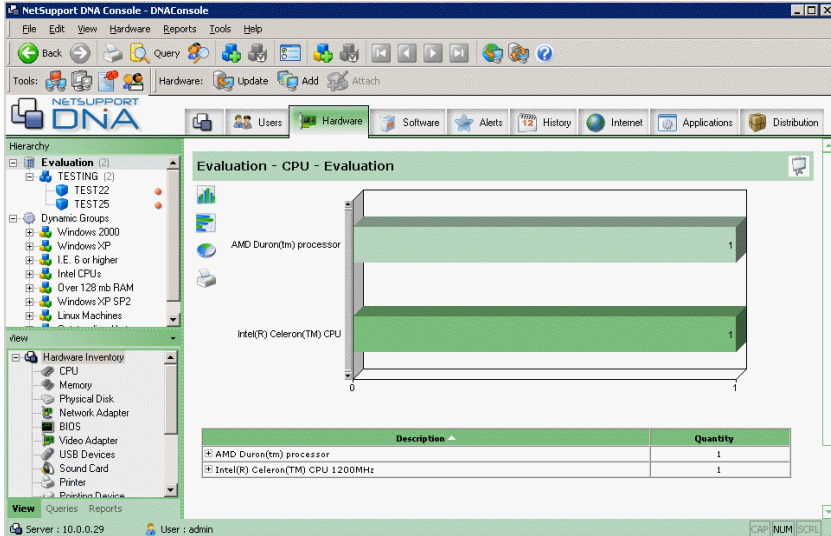 NetSupport DNA Console - DNAConsole
File Edit View Hardware Reports Tools Help
Back Query
Tools: Hardware: Update Add Attach
NETSUPPORT
DNA
Users Hardware Software Alerts History Internet Applications Distribution
12
Hierarchy
Evaluation (2)
TESTING (2)
TEST22
TEST25
Dynamic Groups
Windows 2000
Windows XP
I.E. 6 or higher
Intel CPUs
Over 128 mb RAM
Windows XP SP2
Linux Machines
View
Hardware Inventory
CPU
Memory
Physical Disk
Network Adapter
BIOS
Video Adapter
USB Devices
Sound Card
Printer
Pointing Device
View Queries Reports
Evaluation - CPU - Evaluation
AMD Duron(tm) processor
1
Intel(R) Celeron(TM) CPU
1
0 1
Description Quantity
AMD Duron(tm) processor 1
Intel(R) Celeron(TM) CPU 1200MHz 1
Server : 10.0.0.29 User : admin CAP NUM SCRL